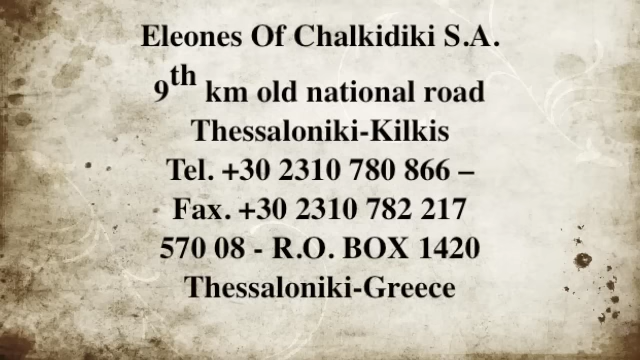 Eleones Of Chalkidiki S.A.
9th km old national road
Thessaloniki-Kilkis
Tel. +30 2310 780 866 –
Fax. +30 2310 782 217
570 08 - R.O. BOX 1420
Thessaloniki-Greece